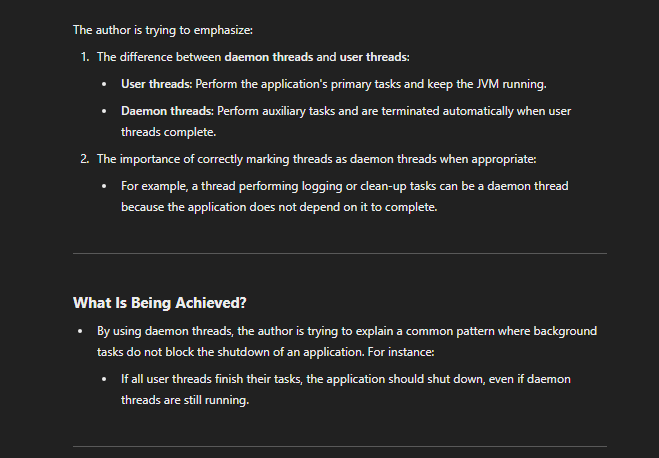 The author is trying to emphasize:
1. The difference between daemon threads and user threads:
• User threads: Perform the application's primary tasks and keep the JVM running.
• Daemon threads: Perform auxiliary tasks and are terminated automatically when user
threads complete.
2. The importance of correctly marking threads as daemon threads when appropriate:
• For example, a thread performing logging or clean-up tasks can be a daemon thread
because the application does not depend on it to complete.
What Is Being Achieved?
• By using daemon threads, the author is trying to explain a common pattern where background
tasks do not block the shutdown of an application. For instance:
• If all user threads finish their tasks, the application should shut down, even if daemon
threads are still running.